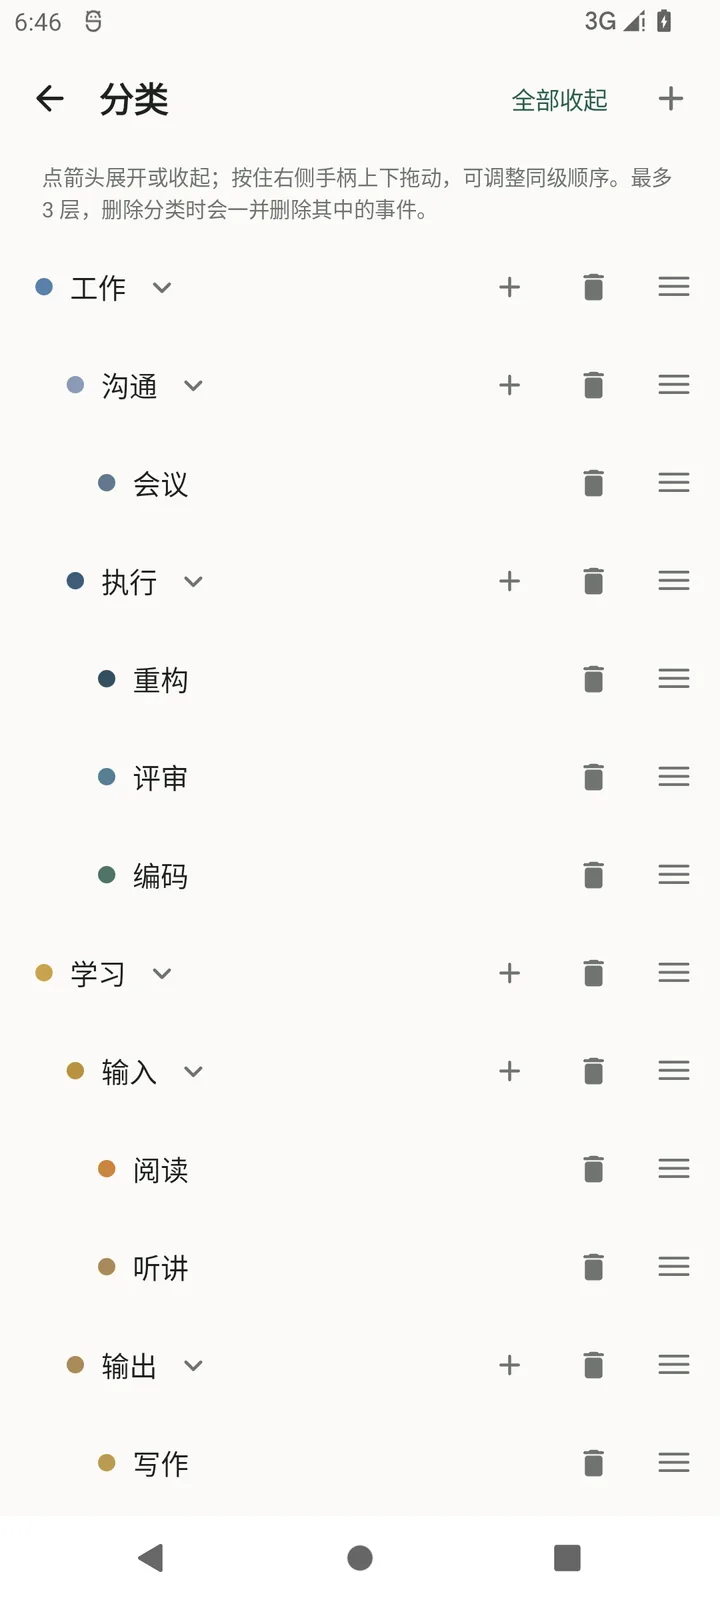 6:46
3G
分类
全部收起
点箭头展开或收起；按住右侧手柄上下拖动，可调整同级顺序。最多
3 层，删除分类时会一并删除其中的事件。
工作
沟通
会议
执行
重构
评审
编码
学习
输入
阅读
听讲
输出
写作